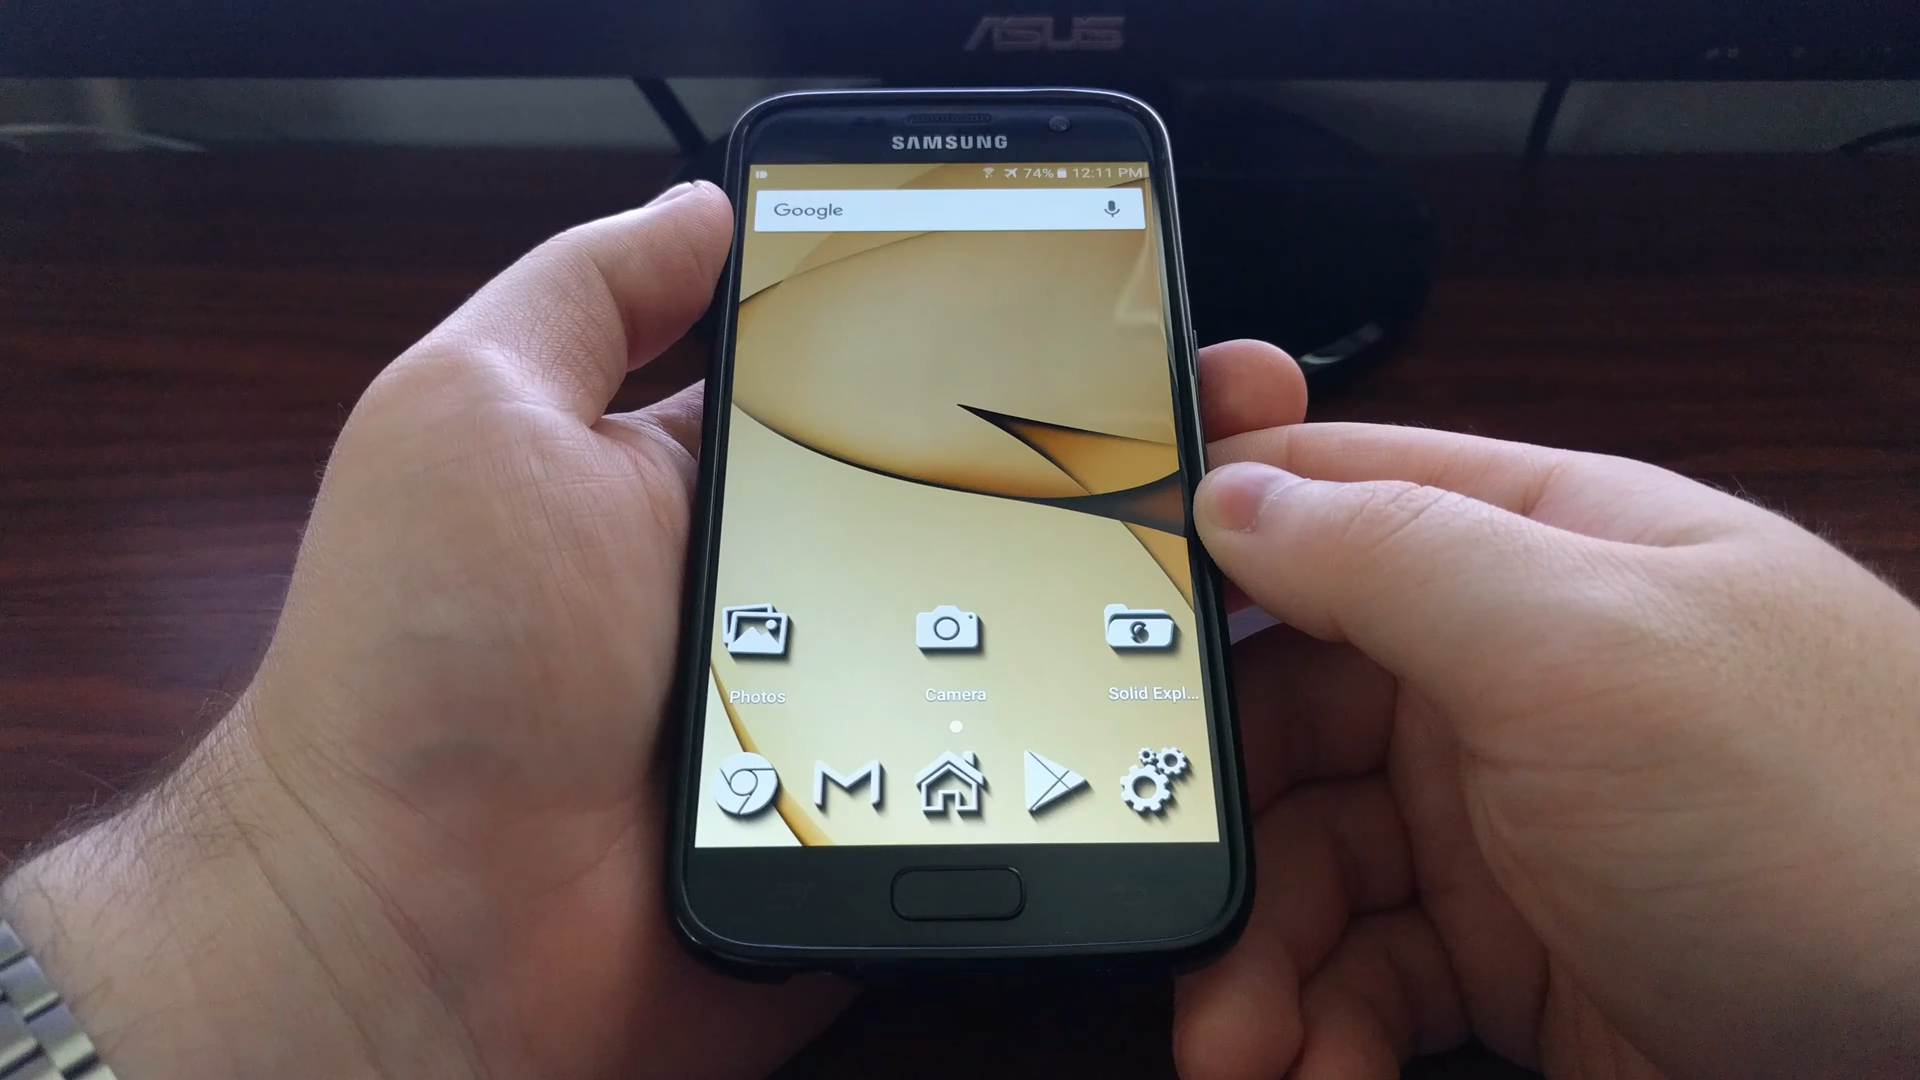 ASUS
SAMSUNG
74% 12:11 PM
Google
Photos
Camera
Solid Expl...